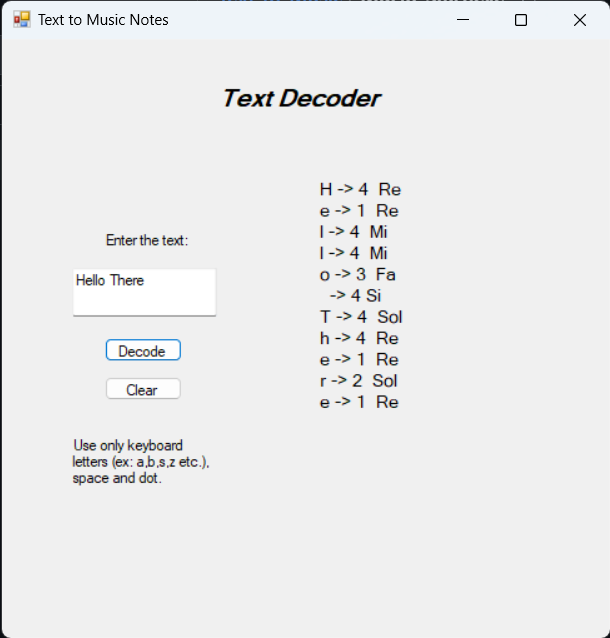 Text to Music Notes
Text Decoder
Enter the text:
Hello There
Decode
Clear
Use only keyboard
letters (ex: a,b,s,z etc.),
space and dot.
H -> 4  Re
e -> 1  Re
l -> 4  Mi
l -> 4  Mi
o -> 3  Fa
  -> 4 Si
T -> 4  Sol
h -> 4  Re
e -> 1  Re
r -> 2  Sol
e -> 1  Re